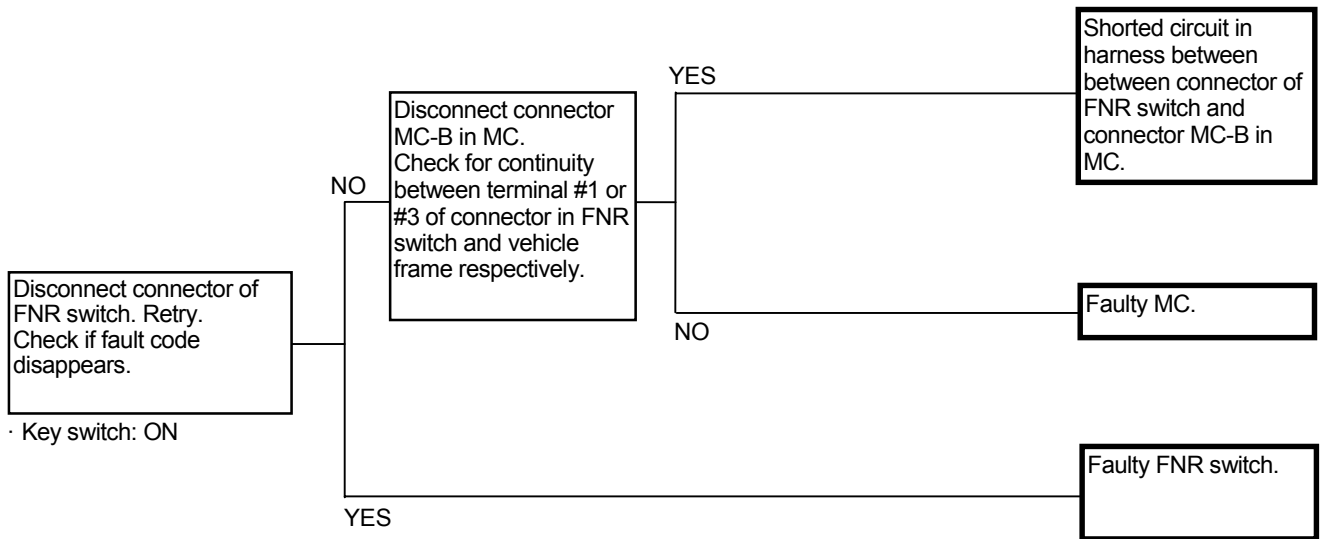 Disconnect connector of
FNR switch. Retry.
Check if fault code
disappears.
· Key switch: ON
NO
YES
Disconnect connector
MC-B in MC.
Check for continuity
between terminal #1 or
#3 of connector in FNR
switch and vehicle
frame respectively.
YES
NO
Shorted circuit in
harness between
between connector of
FNR switch and
connector MC-B in
MC.
Faulty MC.
Faulty FNR switch.